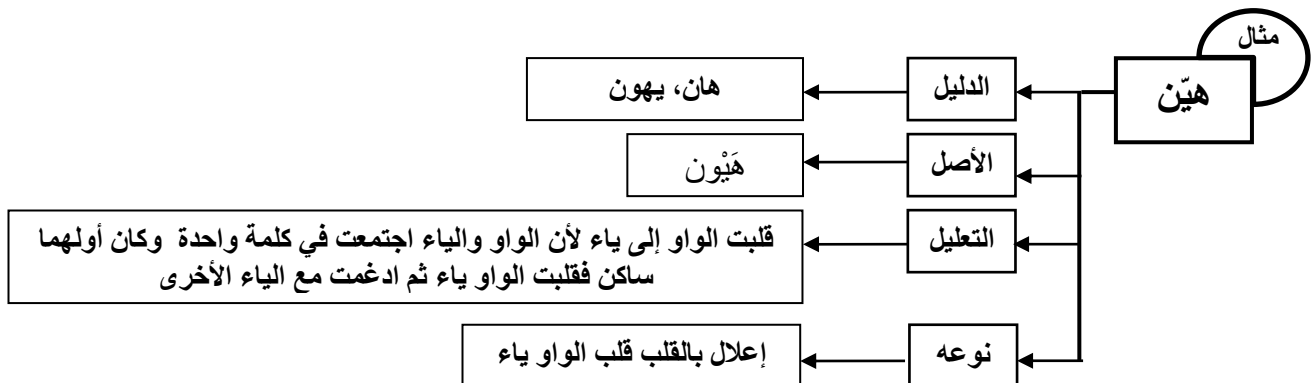 مثال
هيّن
الدليل
هان، يهون
الأصل
هَيْون
التعليل
قلبت الواو إلى ياء لأن الواو والياء اجتمعت في كلمة واحدة وكان أولهما
ساكن فقلبت الواو ياء ثم ادغمت مع الياء الأخرى
نوعه
إعلال بالقلب قلب الواو ياء